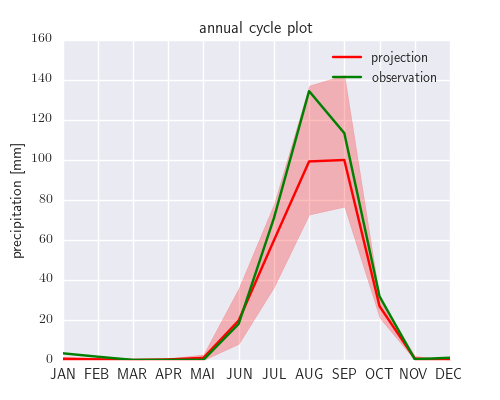 annual cycle plot
160
140
120
100
80
60
40
20
0
precipitation [mm]
projection
observation
JAN FEB MAR APR MAI JUN JUL AUG SEP OCT NOV DEC